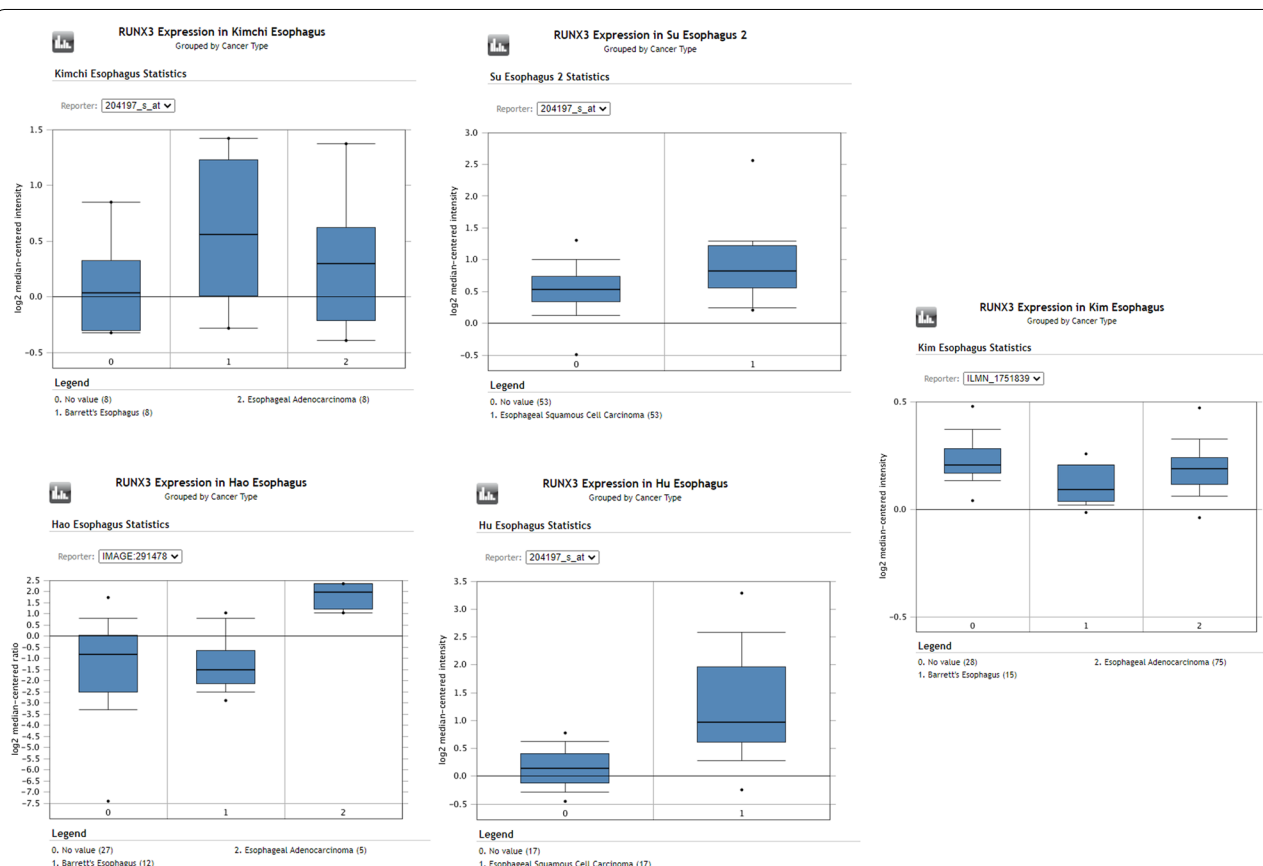 RUNX3 Expression in Kimchi Esophagus
Grouped by Cancer Type
Kimchi Esophagus Statistics
Reporter: 204197_s_at
log2 median-centered intensity
1.5
1.0
0.5
0.0
-0.5
0 1 2
Legend
0. No value (8) 2. Esophageal Adenocarcinoma (8)
1. Barrett's Esophagus (8)
RUNX3 Expression in Su Esophagus 2
Grouped by Cancer Type
Su Esophagus 2 Statistics
Reporter: 204197_s_at
log2 median-centered intensity
3.0
2.5
2.0
1.5
1.0
0.5
0.0
-0.5
0 1
Legend
0. No value (53)
1. Esophageal Squamous Cell Carcinoma (53)
RUNX3 Expression in Kim Esophagus
Grouped by Cancer Type
Kim Esophagus Statistics
Reporter: ILMN_1751839
log2 median-centered intensity
0.5
0.0
-0.5
0 1 2
Legend
0. No value (28) 2. Esophageal Adenocarcinoma (75)
1. Barrett's Esophagus (15)
RUNX3 Expression in Hao Esophagus
Grouped by Cancer Type
Hao Esophagus Statistics
Reporter: IMAGE:291478
log2 median-centered ratio
2.5
2.0
1.5
1.0
0.5
0.0
-0.5
-1.0
-1.5
-2.0
-2.5
-3.0
-3.5
-4.0
-4.5
-5.0
-5.5
-6.0
-6.5
-7.0
-7.5
0 1 2
Legend
0. No value (27) 2. Esophageal Adenocarcinoma (5)
1. Barrett's Esophagus (12)
RUNX3 Expression in Hu Esophagus
Grouped by Cancer Type
Hu Esophagus Statistics
Reporter: 204197_s_at
log2 median-centered intensity
3.5
3.0
2.5
2.0
1.5
1.0
0.5
0.0
-0.5
0 1
Legend
0. No value (17)
1. Esophageal Squamous Cell Carcinoma (17)